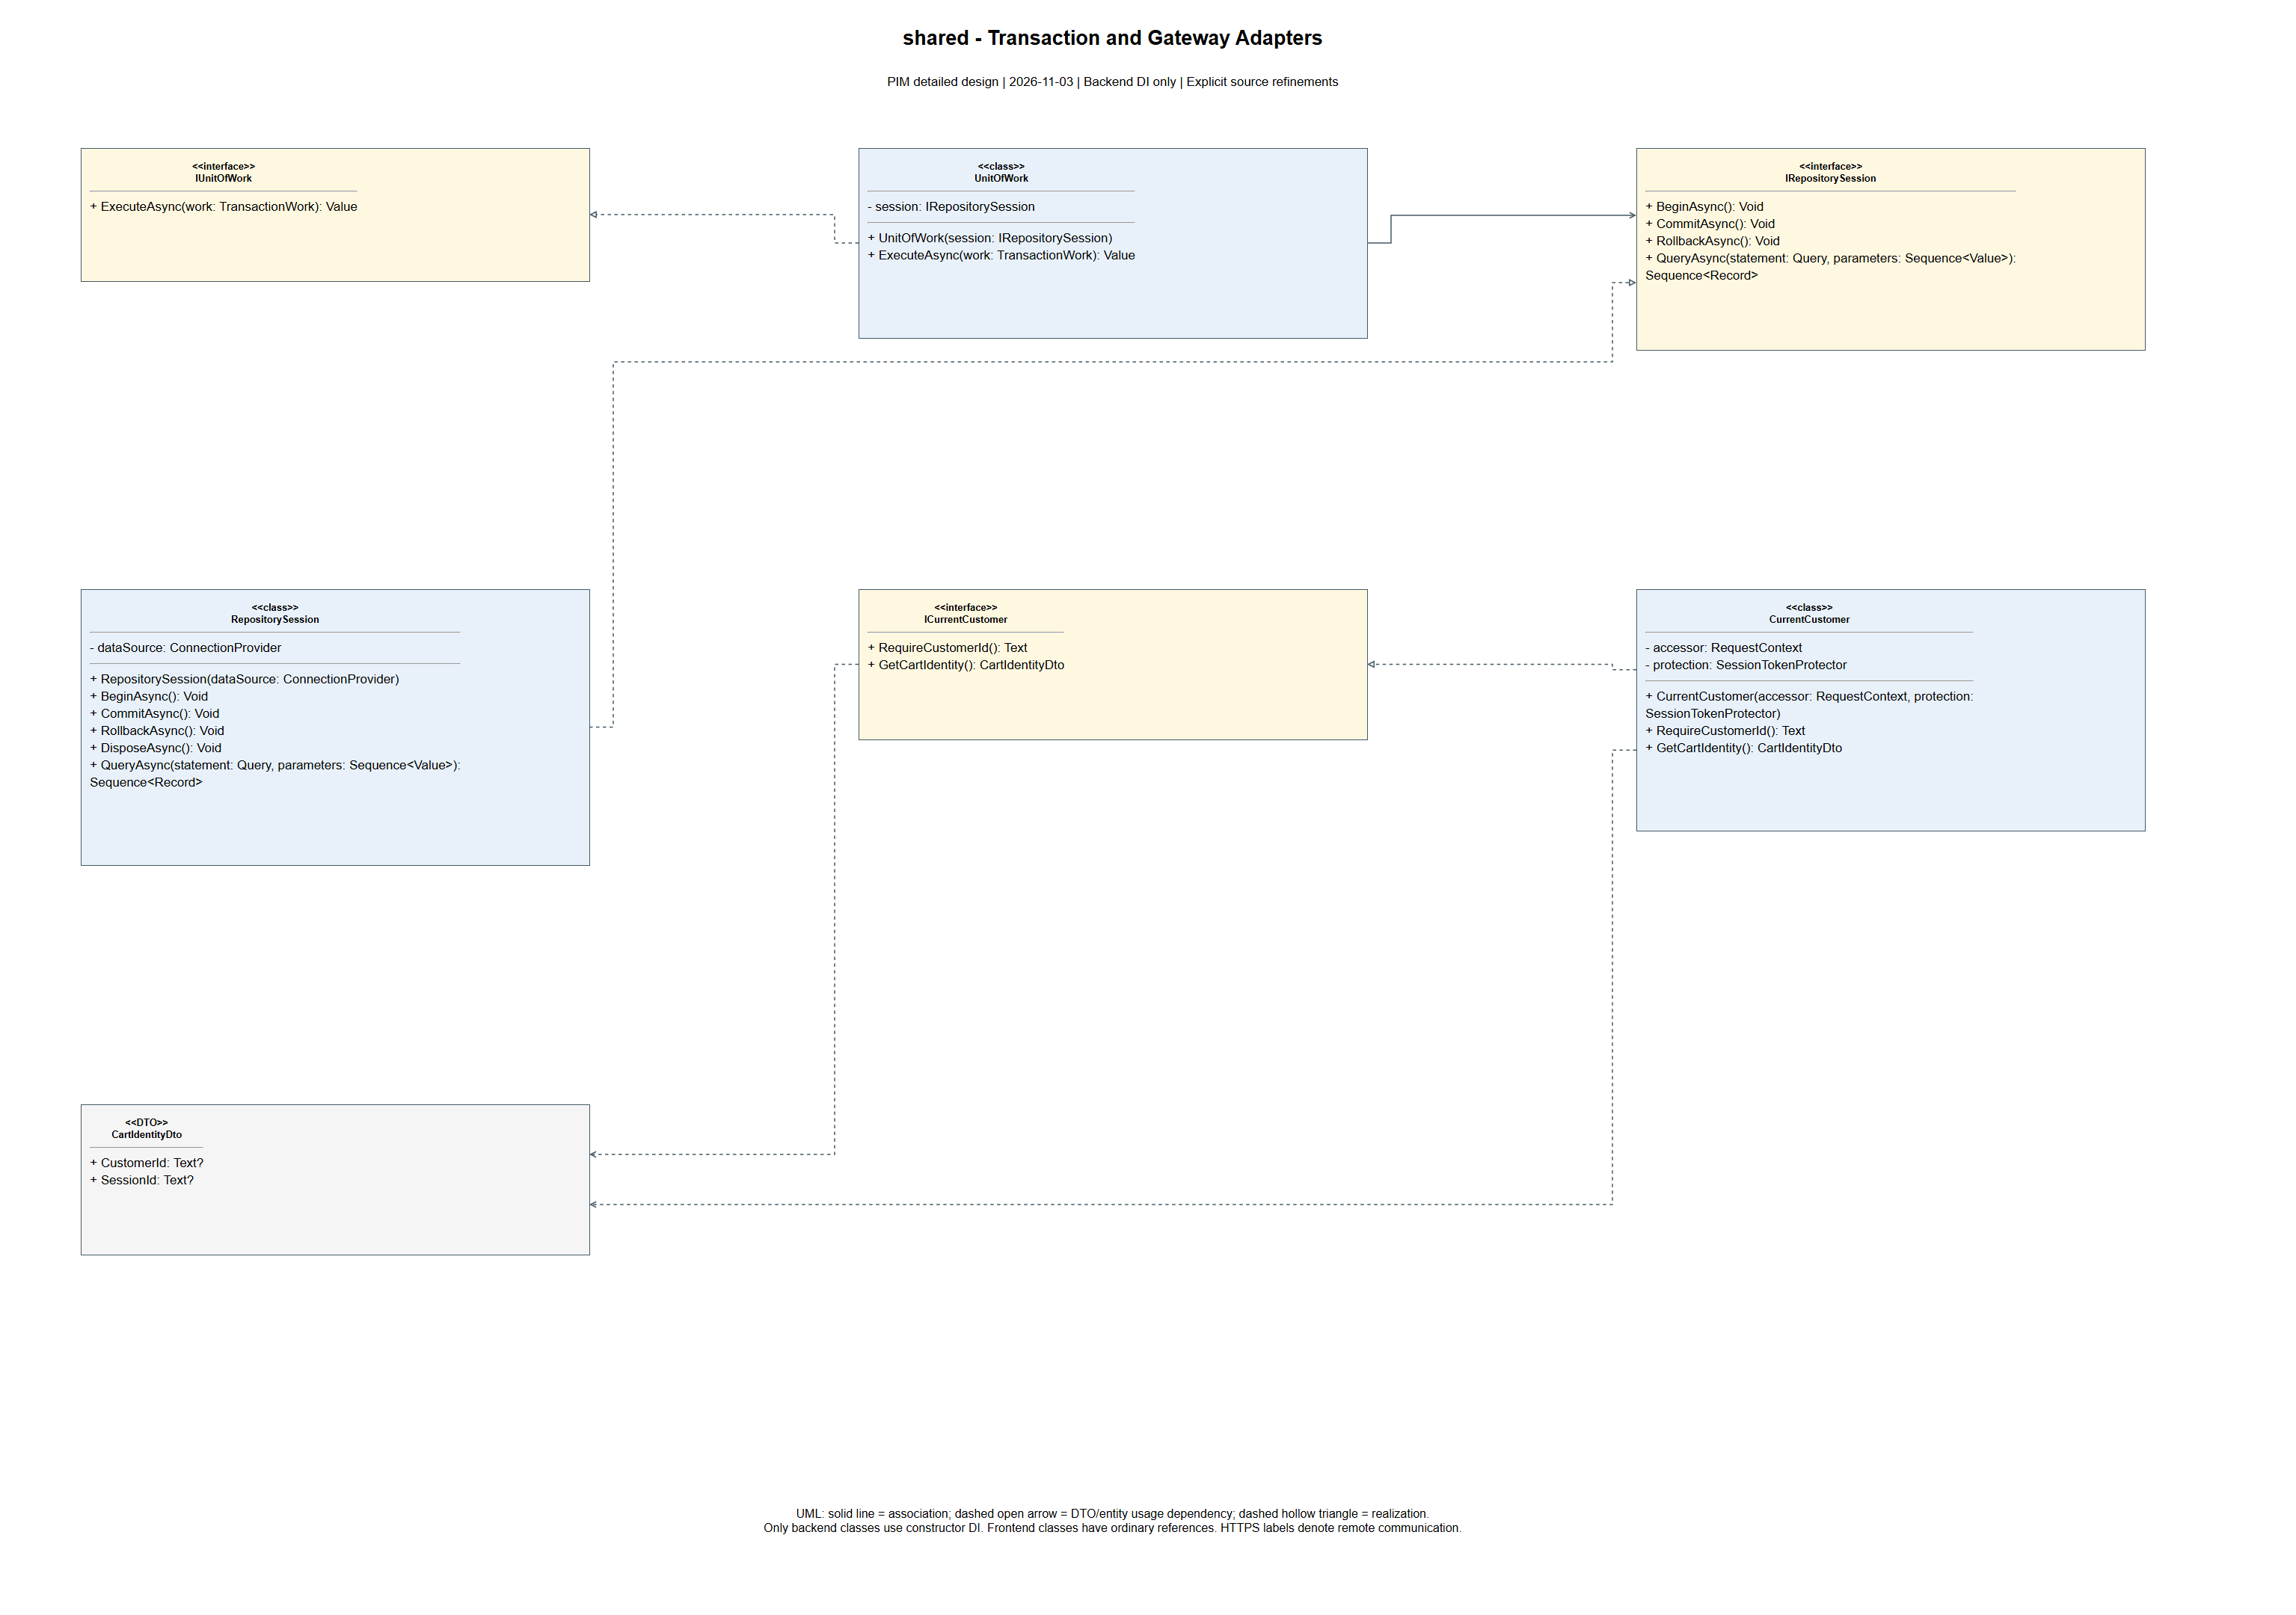 shared - Transaction and Gateway Adapters
PIM detailed design | 2026-11-03 | Backend DI only | Explicit source refinements
<<interface>>
IUnitOfWork
+ ExecuteAsync(work: TransactionWork): Value
<<class>>
UnitOfWork
- session: IRepositorySession
+ UnitOfWork(session: IRepositorySession)
+ ExecuteAsync(work: TransactionWork): Value
<<interface>>
IRepositorySession
+ BeginAsync(): Void
+ CommitAsync(): Void
+ RollbackAsync(): Void
+ QueryAsync(statement: Query, parameters: Sequence<Value>):
Sequence<Record>
<<class>>
RepositorySession
- dataSource: ConnectionProvider
+ RepositorySession(dataSource: ConnectionProvider)
+ BeginAsync(): Void
+ CommitAsync(): Void
+ RollbackAsync(): Void
+ DisposeAsync(): Void
+ QueryAsync(statement: Query, parameters: Sequence<Value>):
Sequence<Record>
<<interface>>
ICurrentCustomer
+ RequireCustomerId(): Text
+ GetCartIdentity(): CartIdentityDto
<<class>>
CurrentCustomer
- accessor: RequestContext
- protection: SessionTokenProtector
+ CurrentCustomer(accessor: RequestContext, protection:
SessionTokenProtector)
+ RequireCustomerId(): Text
+ GetCartIdentity(): CartIdentityDto
<<DTO>>
CartIdentityDto
+ CustomerId: Text?
+ SessionId: Text?
UML: solid line = association; dashed open arrow = DTO/entity usage dependency; dashed hollow triangle = realization.
Only backend classes use constructor DI. Frontend classes have ordinary references. HTTPS labels denote remote communication.